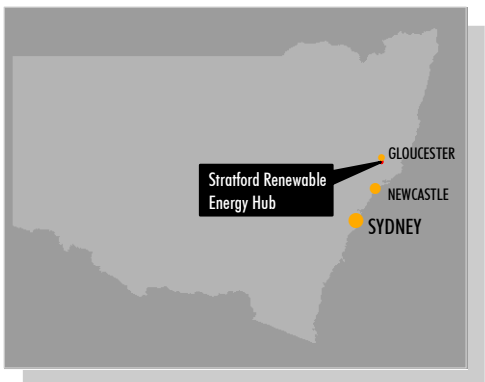 GLOUCESTER
Stratford Renewable
Energy Hub
NEWCASTLE
SYDNEY